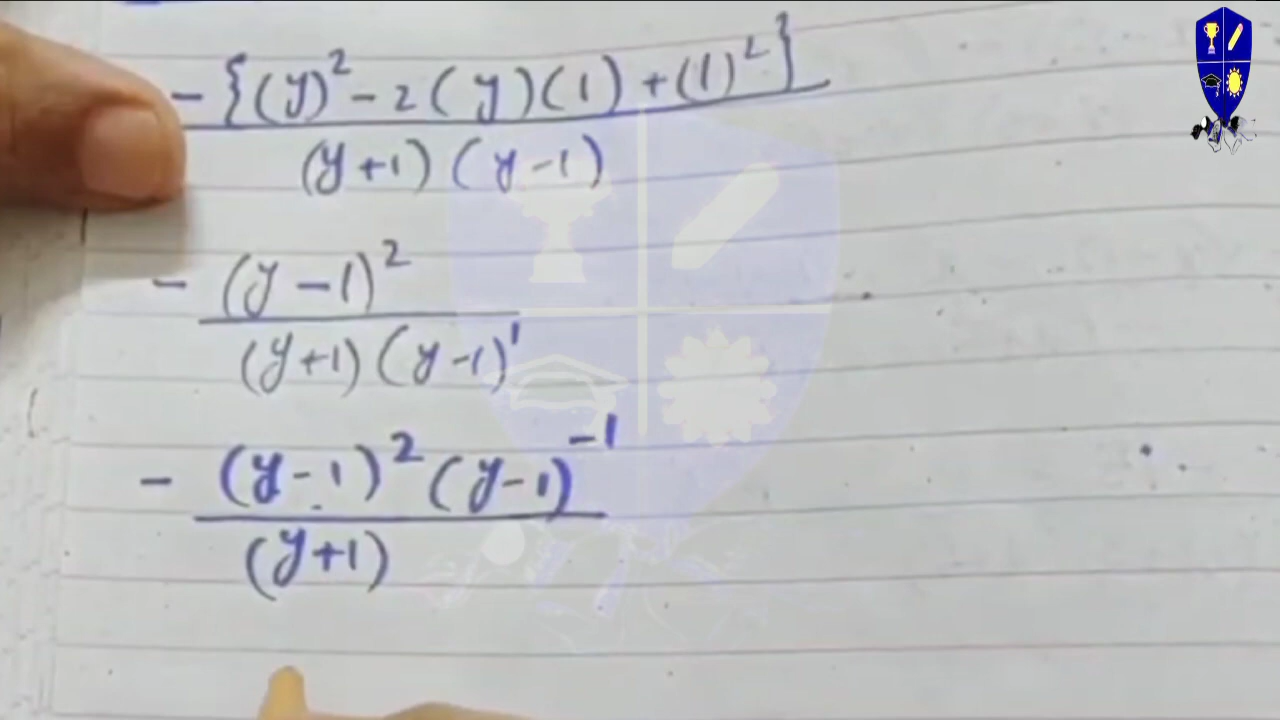 - {(y)² - 2(y)(1) + (1)²}
(y+1)(y-1)
- (y-1)²
(y+1)(y-1)¹
- (y-1)²(y-1)⁻¹
(y+1)